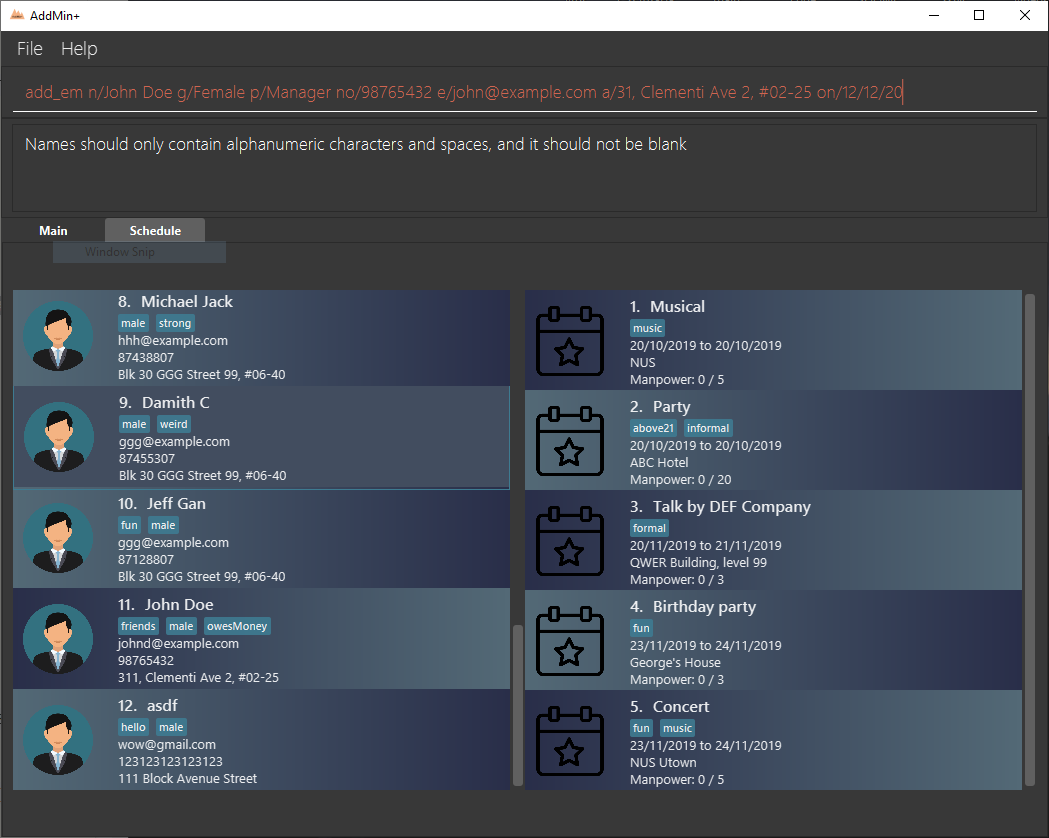 AddMin+
File Help
add_em n/John Doe g/Female p/Manager no/98765432 e/john@example.com a/31, Clementi Ave 2, #02-25 on/12/12/20
Names should only contain alphanumeric characters and spaces, and it should not be blank
Main Schedule
Window Snip
8. Michael Jack
male strong
hhh@example.com
87438807
Blk 30 GGG Street 99, #06-40
9. Damith C
male weird
ggg@example.com
87455307
Blk 30 GGG Street 99, #06-40
10. Jeff Gan
fun male
ggg@example.com
87128807
Blk 30 GGG Street 99, #06-40
11. John Doe
friends male owesMoney
johnd@example.com
98765432
311, Clementi Ave 2, #02-25
12. asdf
hello male
wow@gmail.com
123123123123123
111 Block Avenue Street
1. Musical
music
20/10/2019 to 20/10/2019
NUS
Manpower: 0 / 5
2. Party
above21 informal
20/10/2019 to 20/10/2019
ABC Hotel
Manpower: 0 / 20
3. Talk by DEF Company
formal
20/11/2019 to 21/11/2019
QWER Building, level 99
Manpower: 0 / 3
4. Birthday party
fun
23/11/2019 to 24/11/2019
George's House
Manpower: 0 / 3
5. Concert
fun music
23/11/2019 to 24/11/2019
NUS Utown
Manpower: 0 / 5